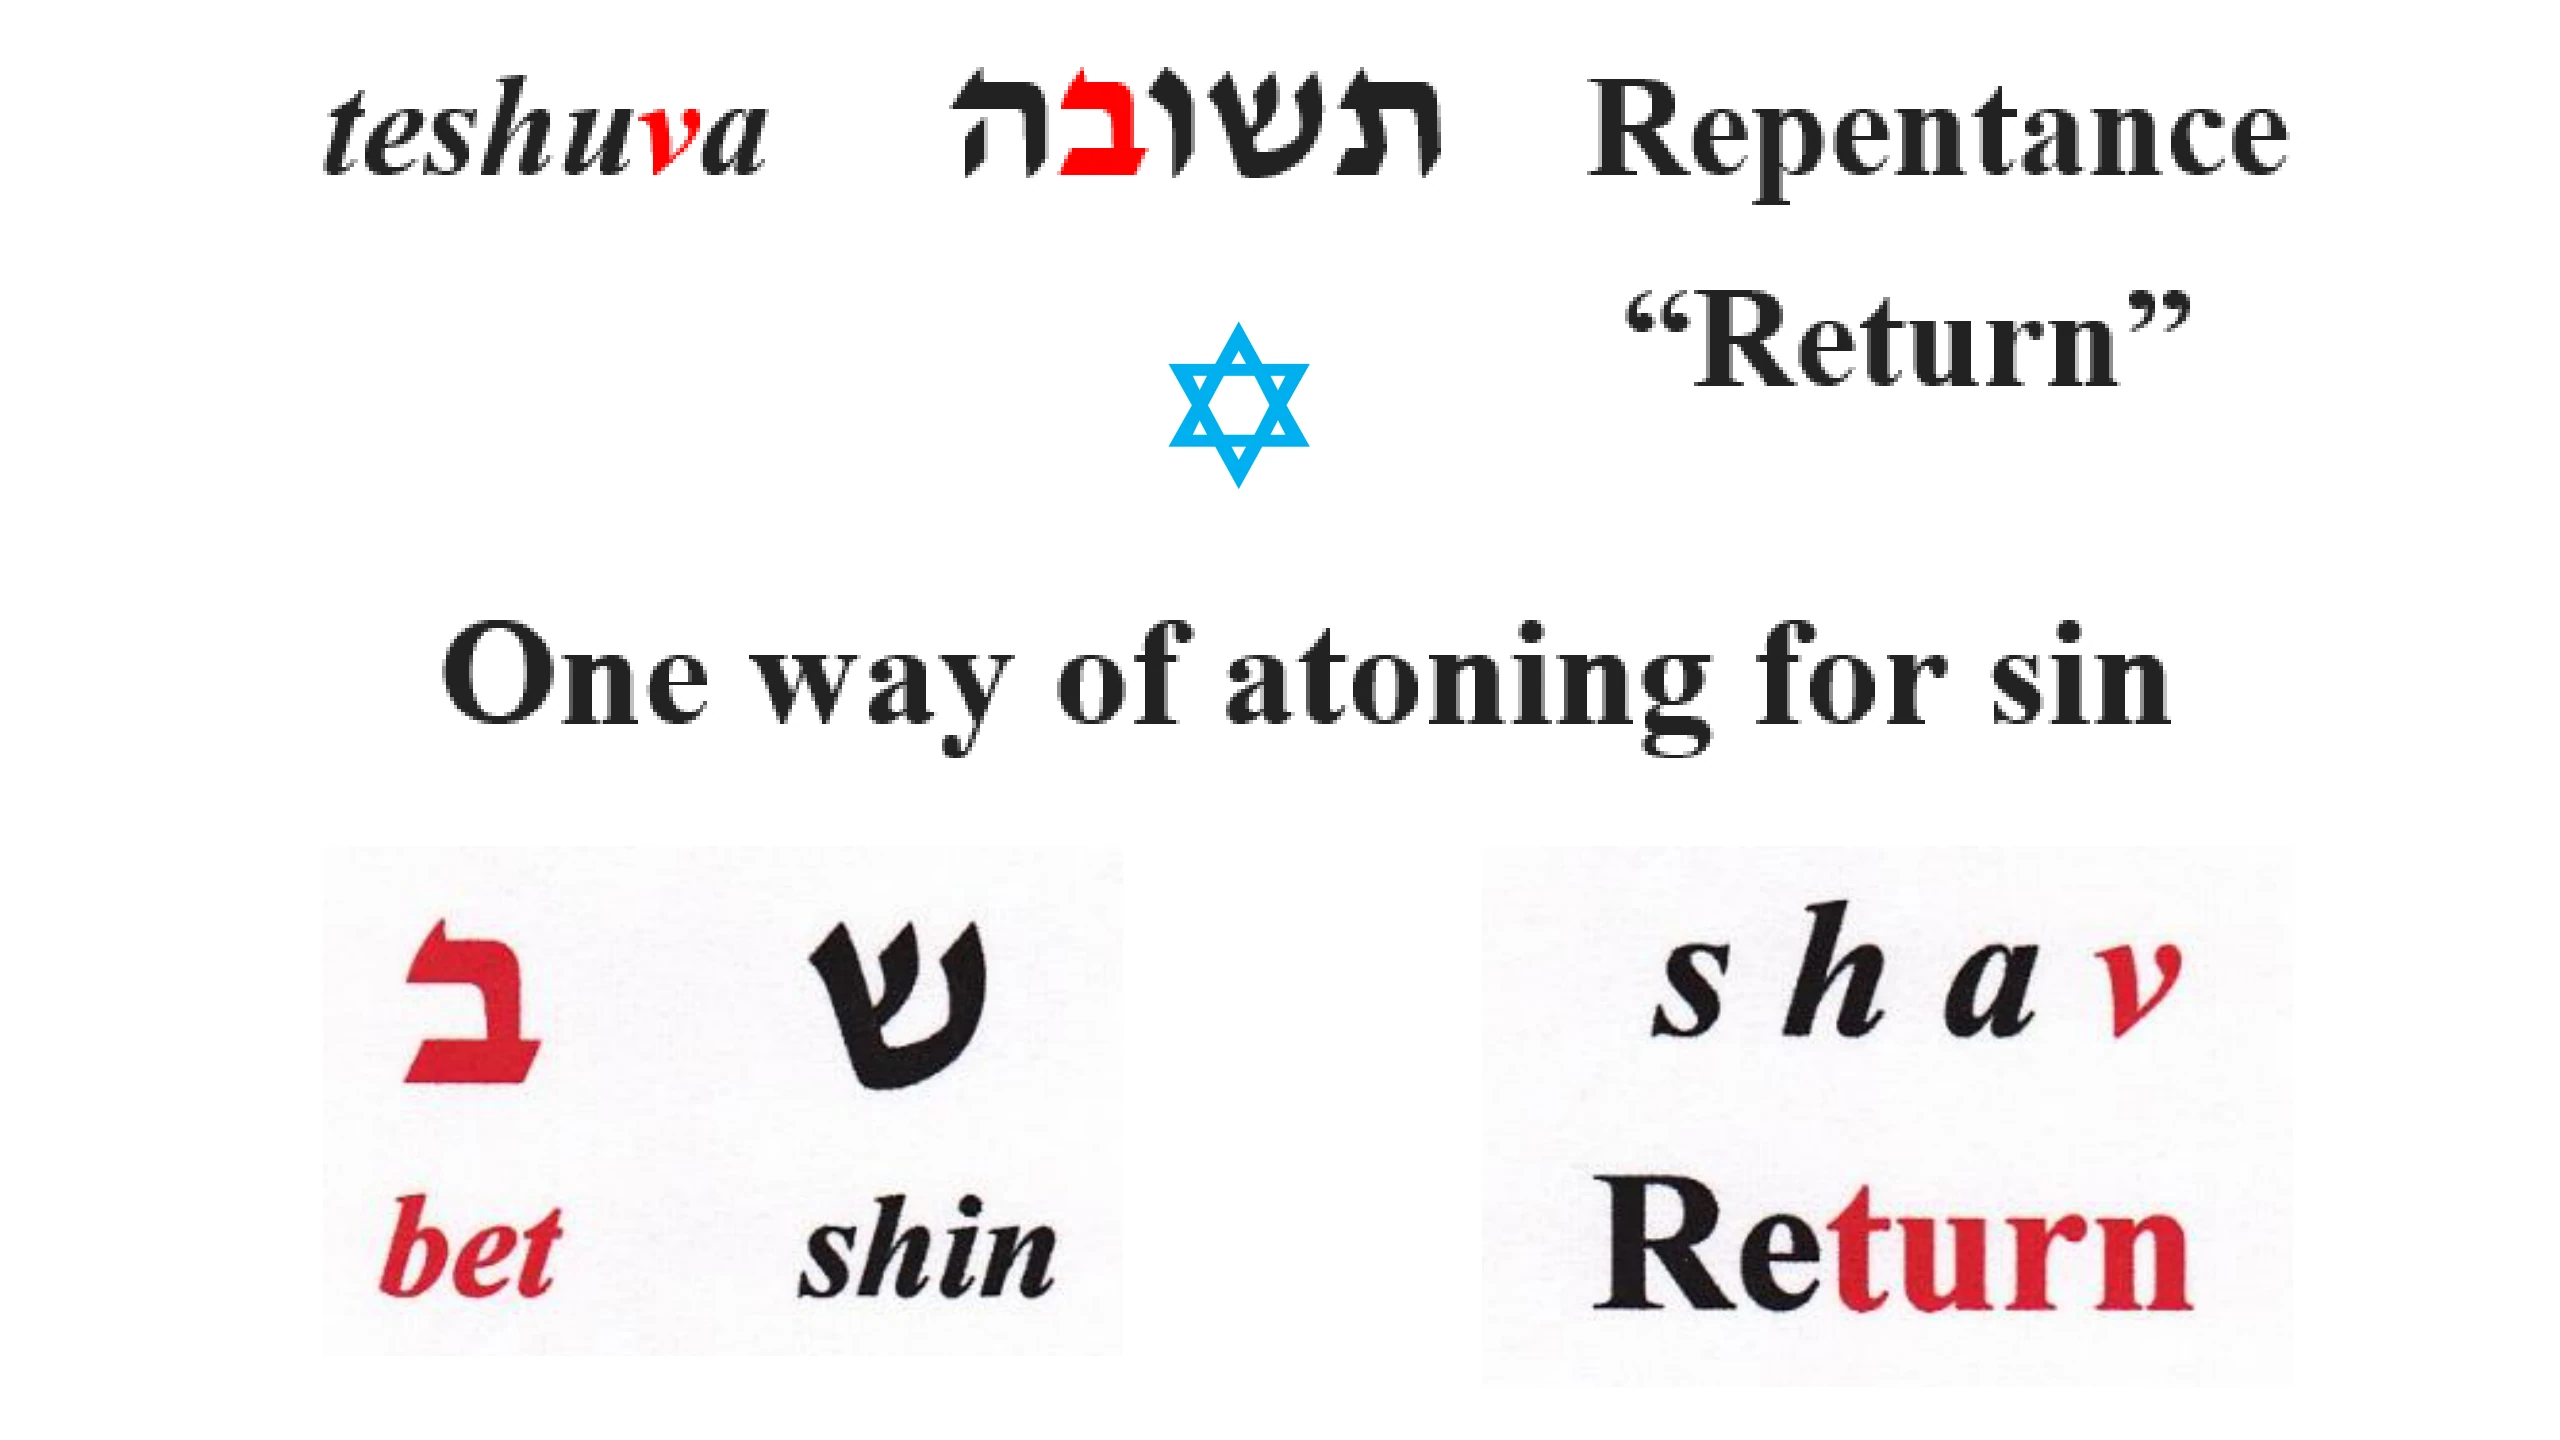 teshuva תשובה Repentance
“Return”
One way of atoning for sin
ש ב
bet shin
s h a v
Return